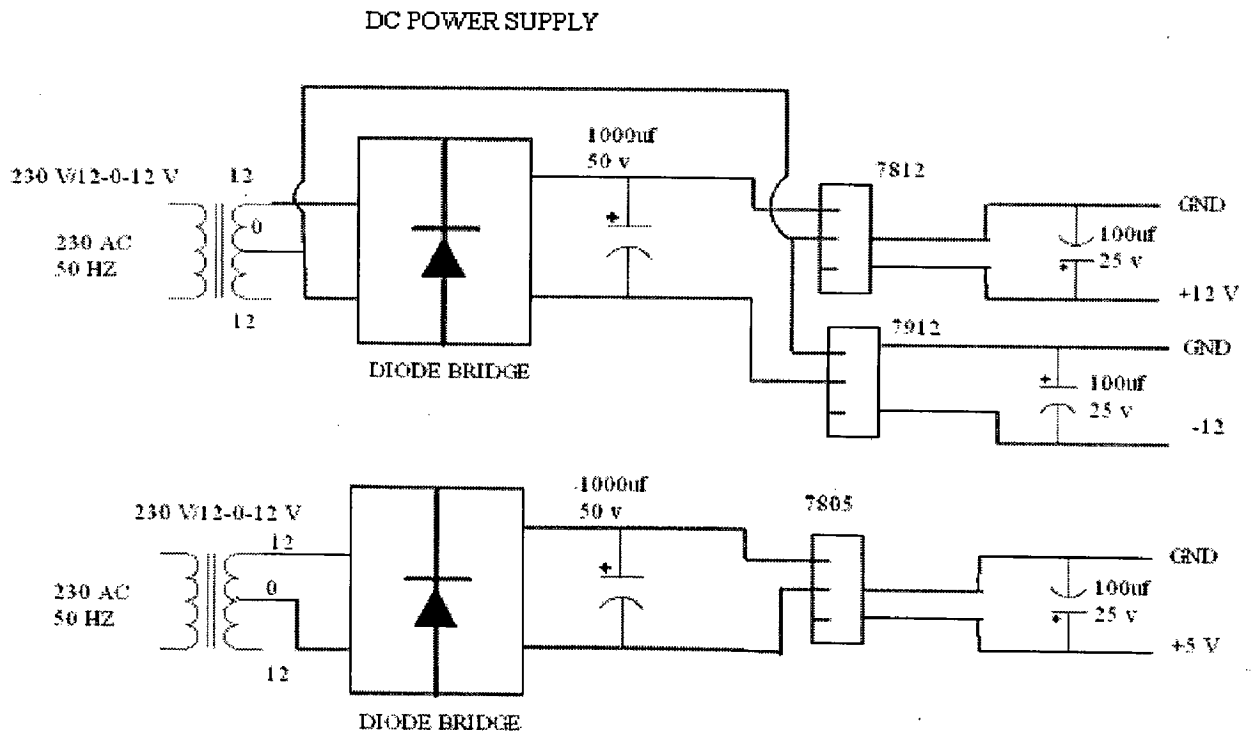 DC POWER SUPPLY
1000uf
50 v
230 V/12-0-12 V
12
7812
0
GND
230 AC
50 HZ
100uf
25 v
+
+
12
+12 V
7912
GND
DIODE BRIDGE
+
100uf
25 v
-12
1000uf
50 v
7805
230 V/12-0-12 V
12
GND
230 AC
50 HZ
0
+
100uf
25 v
+
12
+5 V
DIODE BRIDGE